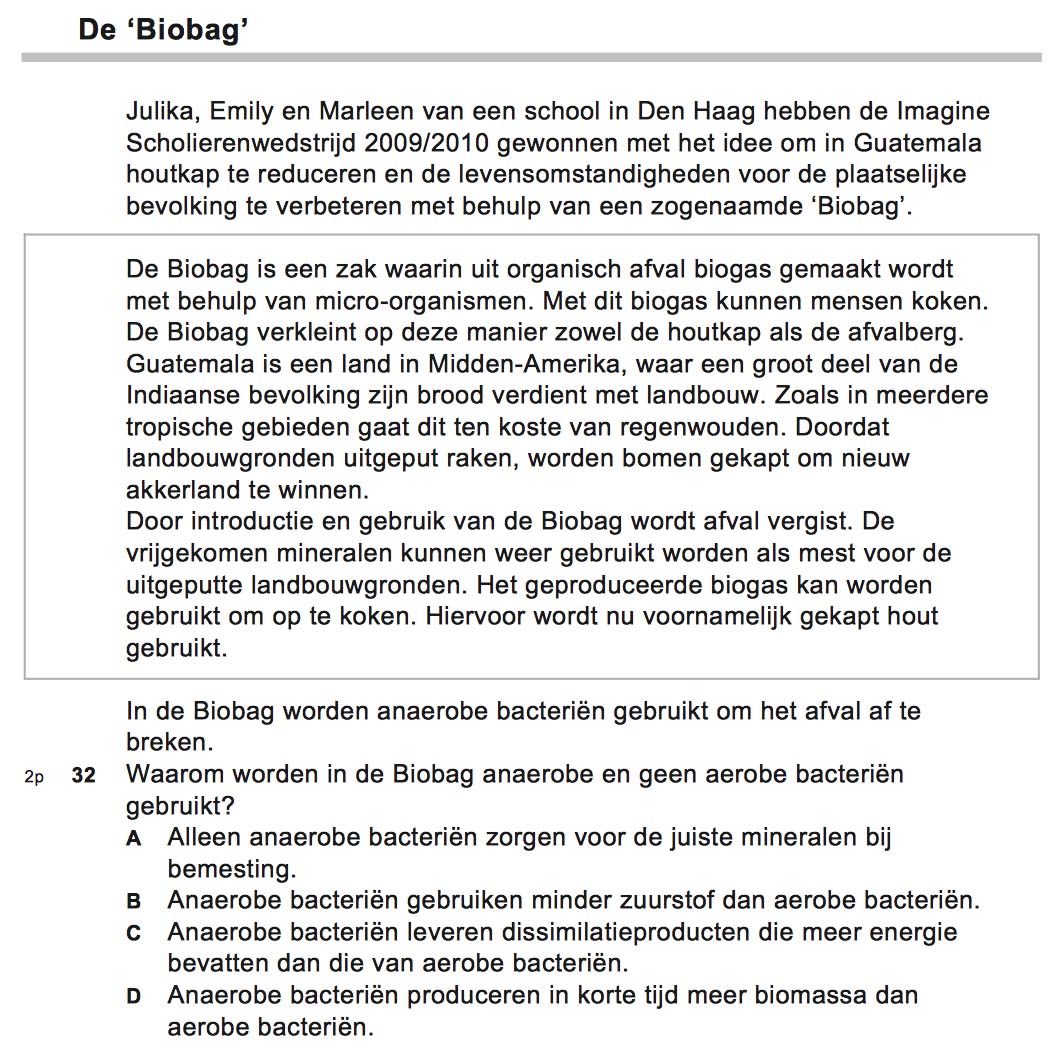 De ‘Biobag’
Julika, Emily en Marleen van een school in Den Haag hebben de Imagine
Scholierenwedstrijd 2009/2010 gewonnen met het idee om in Guatemala
houtkap te reduceren en de levensomstandigheden voor de plaatselijke
bevolking te verbeteren met behulp van een zogenaamde ‘Biobag’.
De Biobag is een zak waarin uit organisch afval biogas gemaakt wordt
met behulp van micro-organismen. Met dit biogas kunnen mensen koken.
De Biobag verkleint op deze manier zowel de houtkap als de afvalberg.
Guatemala is een land in Midden-Amerika, waar een groot deel van de
Indiaanse bevolking zijn brood verdient met landbouw. Zoals in meerdere
tropische gebieden gaat dit ten koste van regenwouden. Doordat
landbouwgronden uitgeput raken, worden bomen gekapt om nieuw
akkerland te winnen.
Door introductie en gebruik van de Biobag wordt afval vergist. De
vrijgekomen mineralen kunnen weer gebruikt worden als mest voor de
uitgeputte landbouwgronden. Het geproduceerde biogas kan worden
gebruikt om op te koken. Hiervoor wordt nu voornamelijk gekapt hout
gebruikt.
In de Biobag worden anaerobe bacteriën gebruikt om het afval af te
breken.
2p 32 Waarom worden in de Biobag anaerobe en geen aerobe bacteriën
gebruikt?
A Alleen anaerobe bacteriën zorgen voor de juiste mineralen bij
bemesting.
B Anaerobe bacteriën gebruiken minder zuurstof dan aerobe bacteriën.
C Anaerobe bacteriën leveren dissimilatieproducten die meer energie
bevatten dan die van aerobe bacteriën.
D Anaerobe bacteriën produceren in korte tijd meer biomassa dan
aerobe bacteriën.